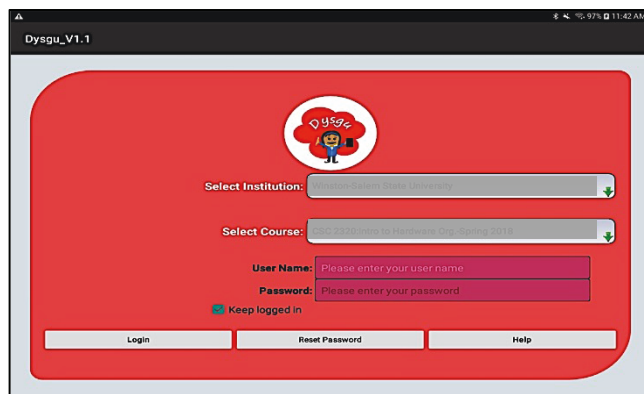 97% 11:42 AM
Dysgu_V1.1
Dysgu
Select Institution: Winston-Salem State University
Select Course: CSC 2320 Intro to Hardware Org.-Spring 2018
User Name: Please enter your user name
Password: Please enter your password
Keep logged in
Login Reset Password Help